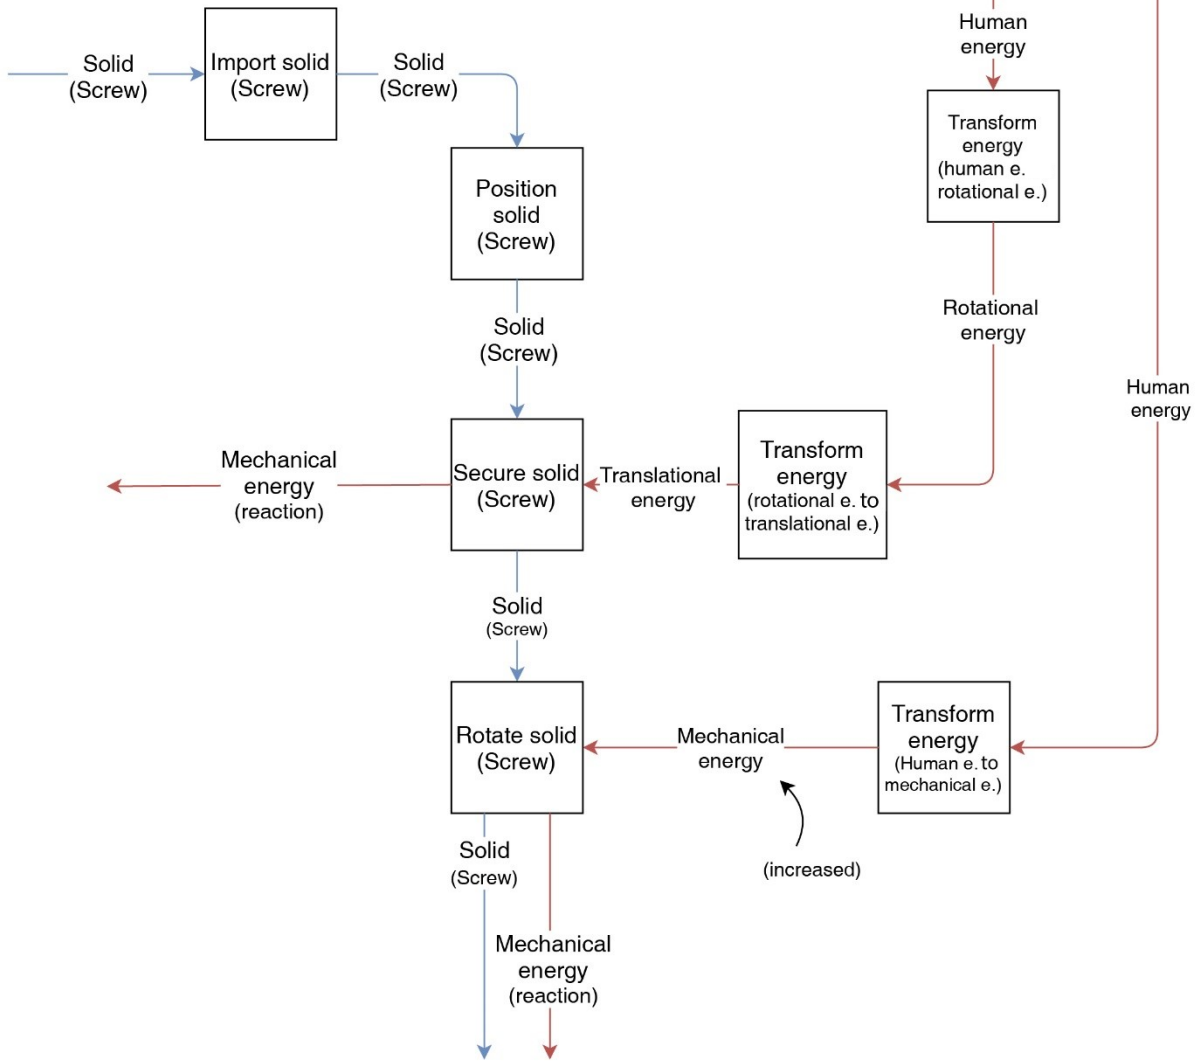 Solid
(Screw)
Import solid
(Screw)
Solid
(Screw)
Human
energy
Transform
energy
(human e.
rotational e.)
Position
solid
(Screw)
Rotational
energy
Solid
(Screw)
Human
energy
Mechanical
energy
(reaction)
Secure solid
(Screw)
Translational
energy
Transform
energy
(rotational e. to
translational e.)
Solid
(Screw)
Rotate solid
(Screw)
Mechanical
energy
Transform
energy
(Human e. to
mechanical e.)
(increased)
Solid
(Screw)
Mechanical
energy
(reaction)